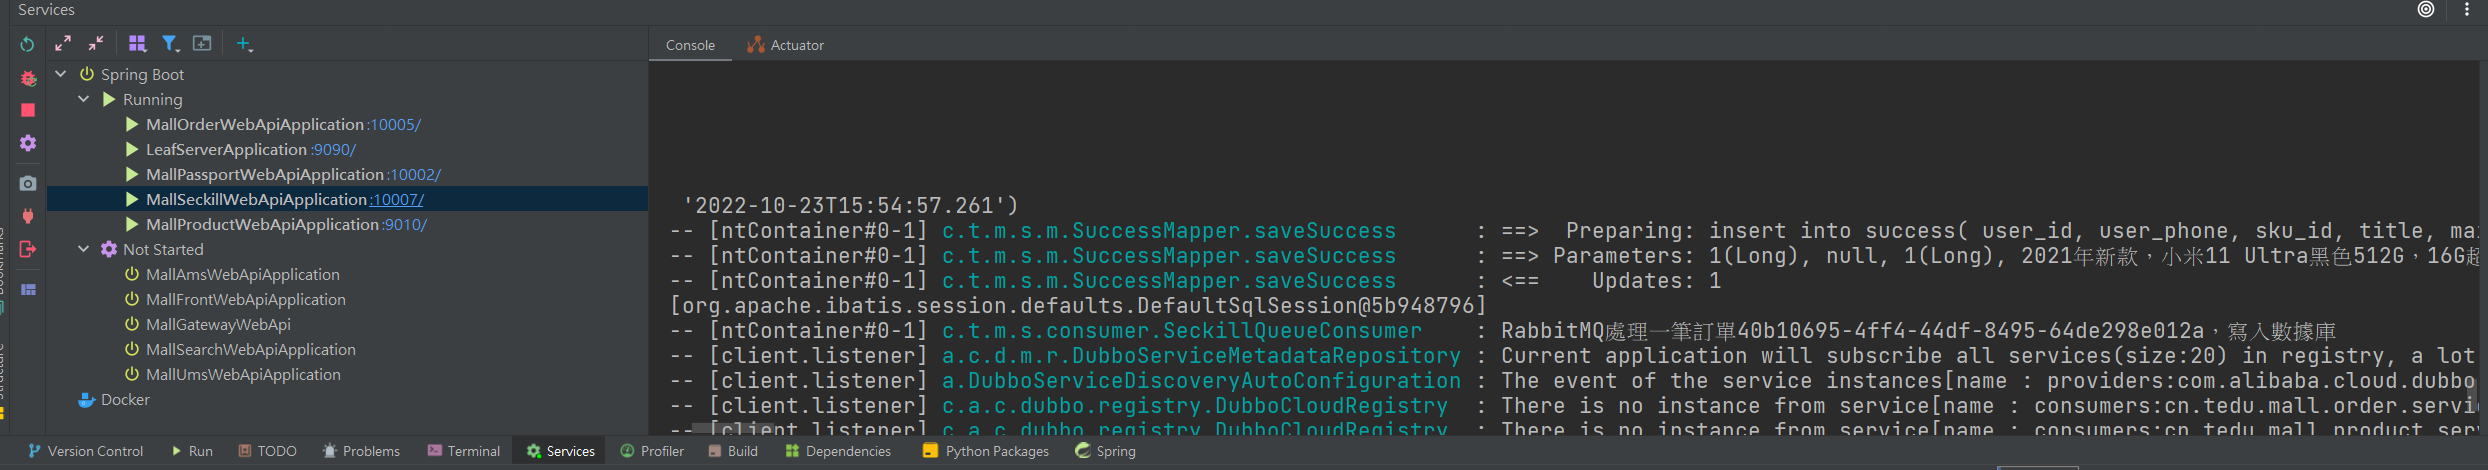 Services
Console
Actuator
Spring Boot
Running
MallOrderWebApiApplication :10005/
LeafServerApplication :9090/
MallPassportWebApiApplication :10002/
MallSeckillWebApiApplication :10007/
MallProductWebApiApplication :9010/
Not Started
MallAmsWebApiApplication
MallFrontWebApiApplication
MallGatewayWebApi
MallSearchWebApiApplication
MallUmsWebApiApplication
Docker
'2022-10-23T15:54:57.261')
-- [ntContainer#0-1] c.t.m.s.m.SuccessMapper.saveSuccess : ==> Preparing: insert into success( user_id, user_phone, sku_id, title, ma
-- [ntContainer#0-1] c.t.m.s.m.SuccessMapper.saveSuccess : ==> Parameters: 1(Long), null, 1(Long), 2021年新款，小米11 Ultra黑色512G，16G超
-- [ntContainer#0-1] c.t.m.s.m.SuccessMapper.saveSuccess : <== Updates: 1
[org.apache.ibatis.session.defaults.DefaultSqlSession@5b948796]
-- [ntContainer#0-1] c.t.m.s.consumer.SeckillQueueConsumer : RabbitMQ處理一筆訂單40b10695-4ff4-44df-8495-64de298e012a，寫入數據庫
-- [client.listener] a.c.d.m.r.DubboServiceMetadataRepository : Current application will subscribe all services(size:20) in registry, a lot
-- [client.listener] a.DubboServiceDiscoveryAutoConfiguration : The event of the service instances[name : providers:com.alibaba.cloud.dubbo
-- [client.listener] c.a.c.dubbo.registry.DubboCloudRegistry : There is no instance from service[name : consumers:cn.tedu.mall.order.servi
-- [client.listener] c.a.c.dubbo.registry.DubboCloudRegistry : There is no instance from service[name : consumers:cn.tedu.mall.product.serv
Version Control
Run
TODO
Problems
Terminal
Services
Profiler
Build
Dependencies
Python Packages
Spring